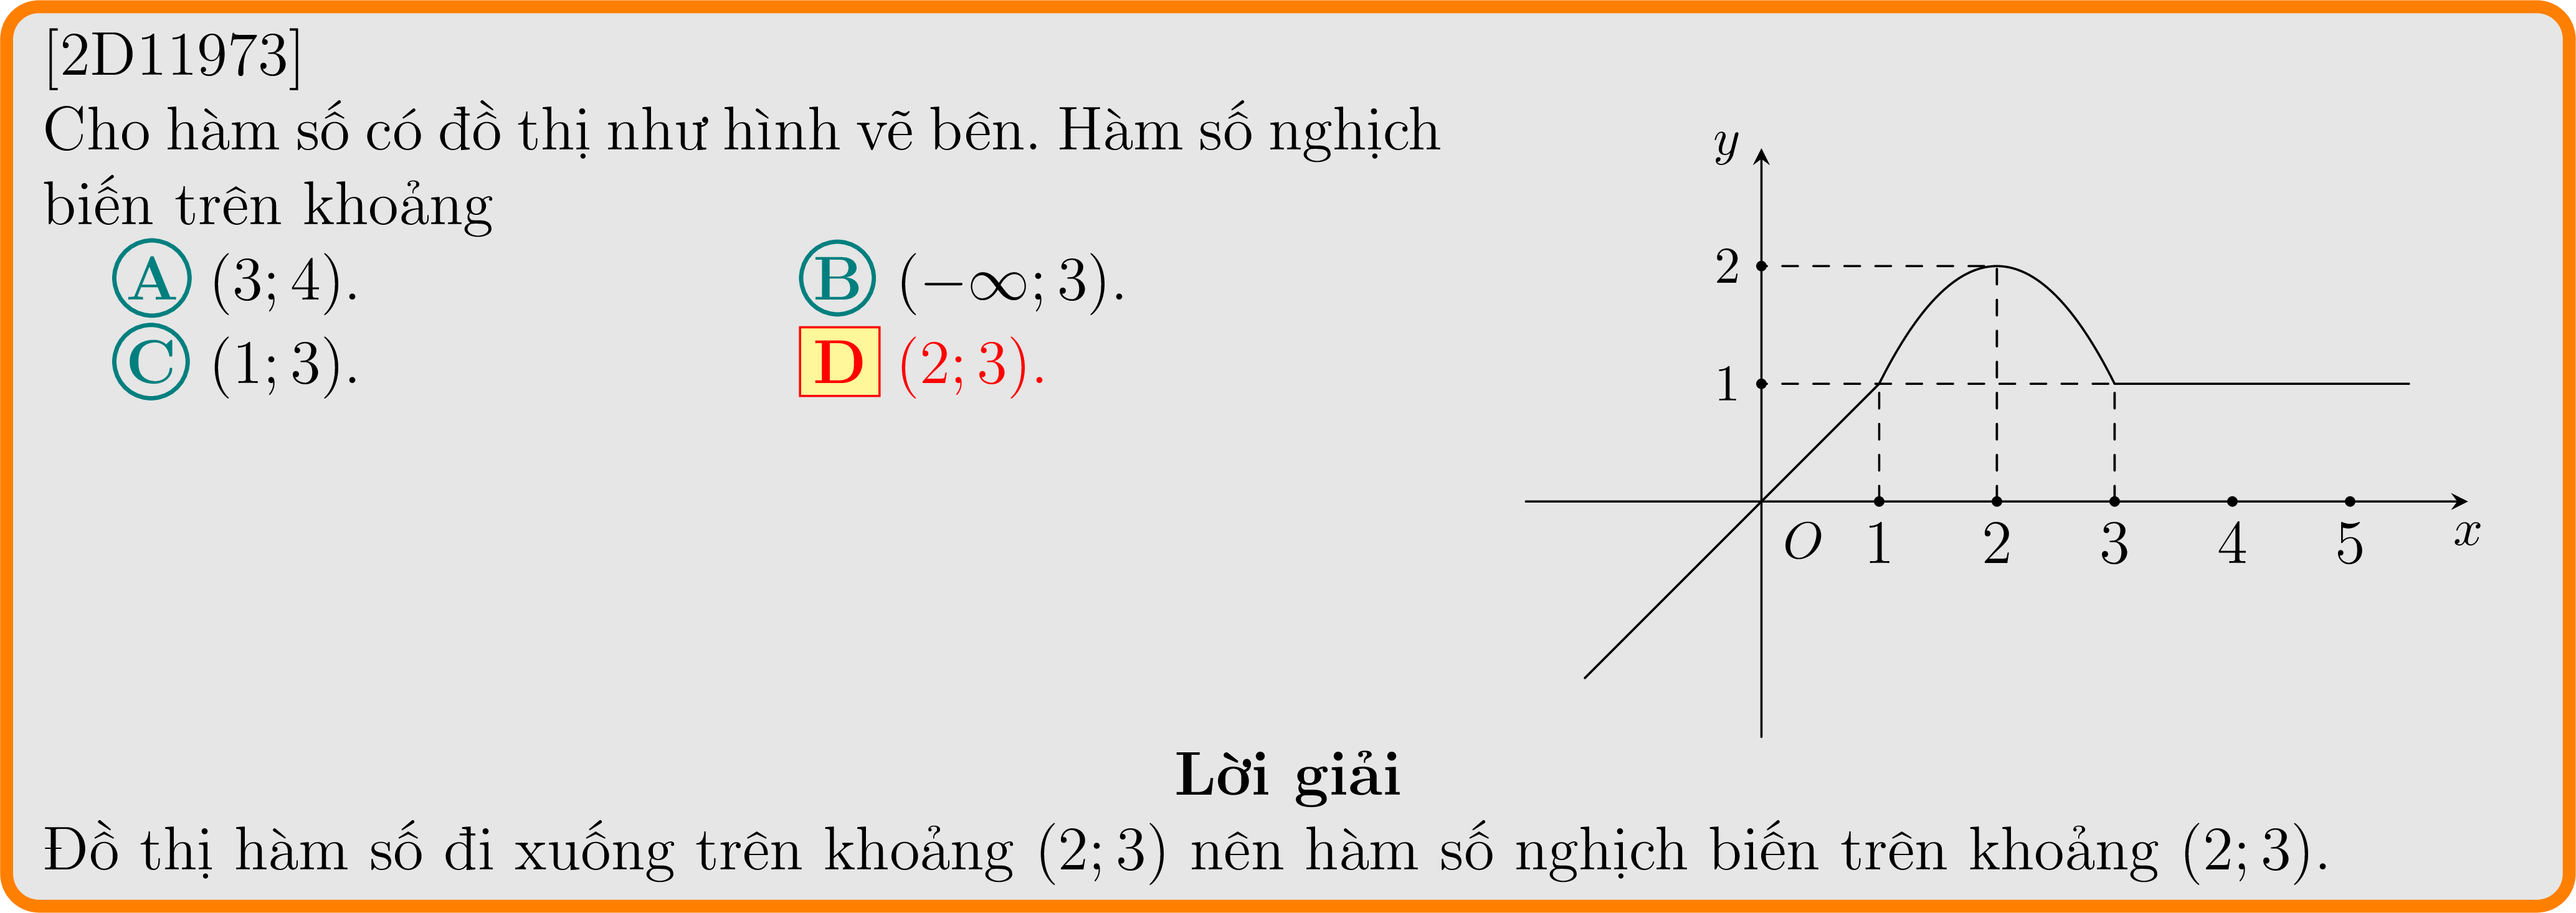 [2D11973]
Cho hàm số có đồ thị như hình vẽ bên. Hàm số nghịch
biến trên khoảng
A (3; 4).
B (−∞; 3).
C (1; 3).
D (2; 3).
y
2
1
O 1 2 3 4 5 x
Lời giải
Đồ thị hàm số đi xuống trên khoảng (2; 3) nên hàm số nghịch biến trên khoảng (2; 3).